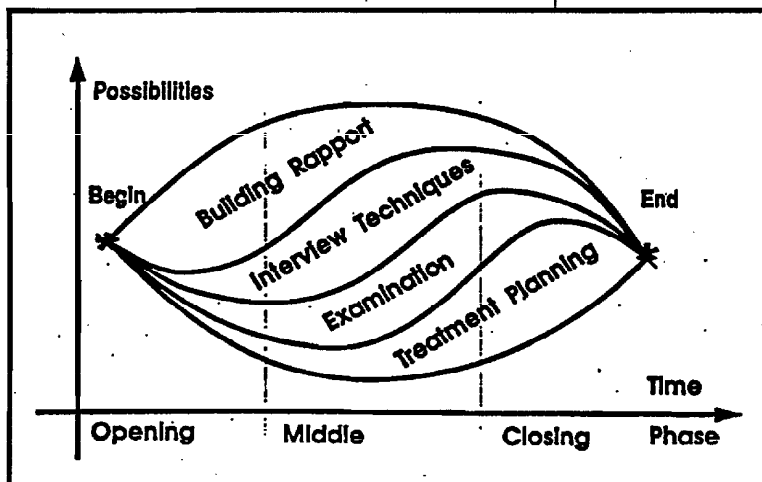 Possibilities
Begin
Building Rapport
Interview Techniques
Examination
Treatment Planning
End
Time
Opening
Middle
Closing
Phase